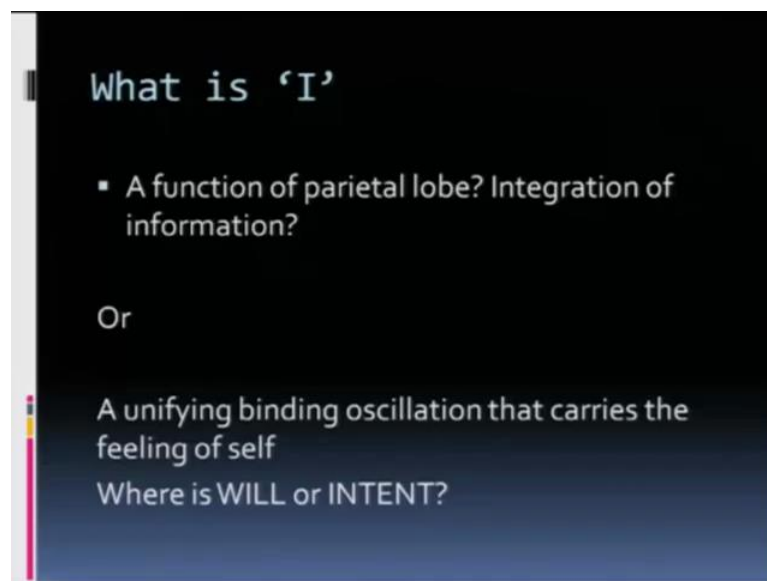 What is ‘I’
▪ A function of parietal lobe? Integration of
information?
Or
A unifying binding oscillation that carries the
feeling of self
Where is WILL or INTENT?